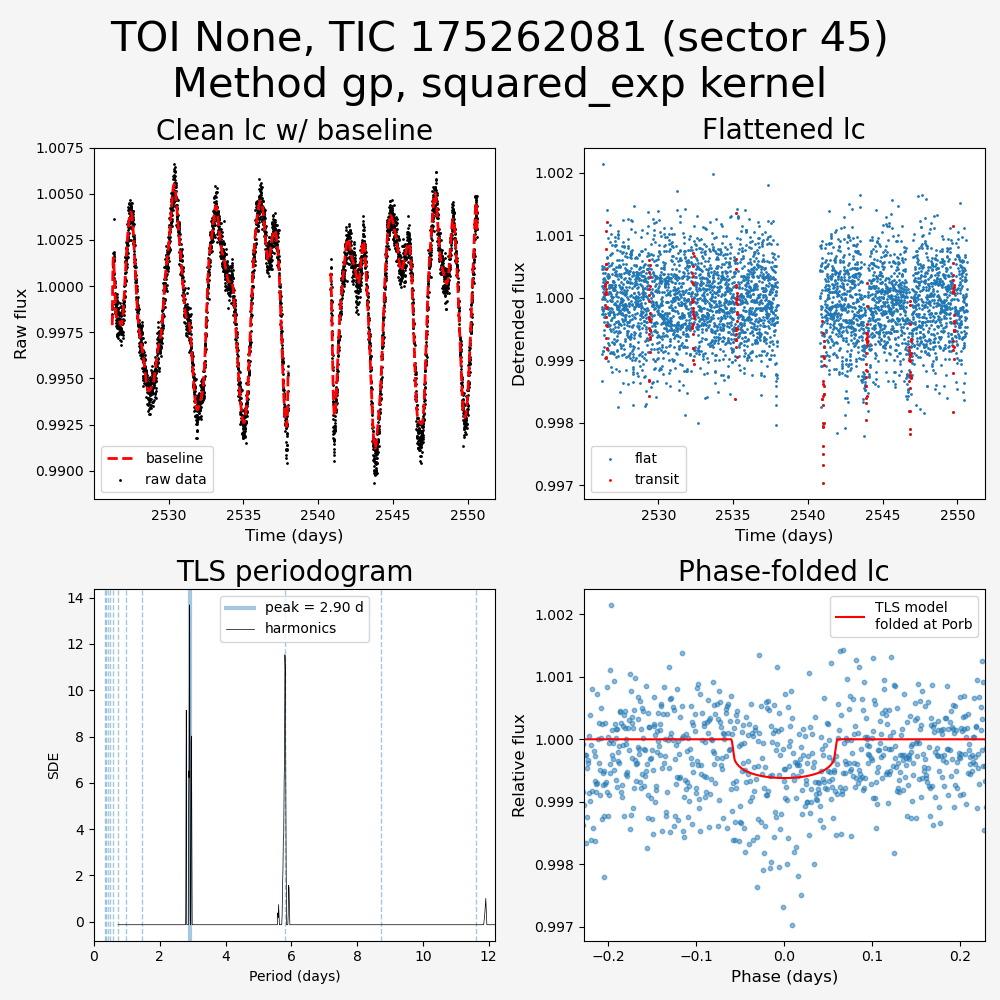 TOI None, TIC 175262081 (sector 45)
Method gp, squared_exp kernel
Clean lc w/ baseline
Raw flux
1.0075
1.0050
1.0025
1.0000
0.9975
0.9950
0.9925
0.9900
baseline
raw data
2530
2535
2540
2545
2550
Time (days)
Flattened lc
Detrended flux
1.002
1.001
1.000
0.999
0.998
0.997
flat
transit
2530
2535
2540
2545
2550
Time (days)
TLS periodogram
SDE
14
12
10
8
6
4
2
0
peak = 2.90 d
harmonics
0
2
4
6
8
10
12
Period (days)
Phase-folded lc
Relative flux
1.002
1.001
1.000
0.999
0.998
0.997
TLS model
folded at Porb
−0.2
−0.1
0.0
0.1
0.2
Phase (days)